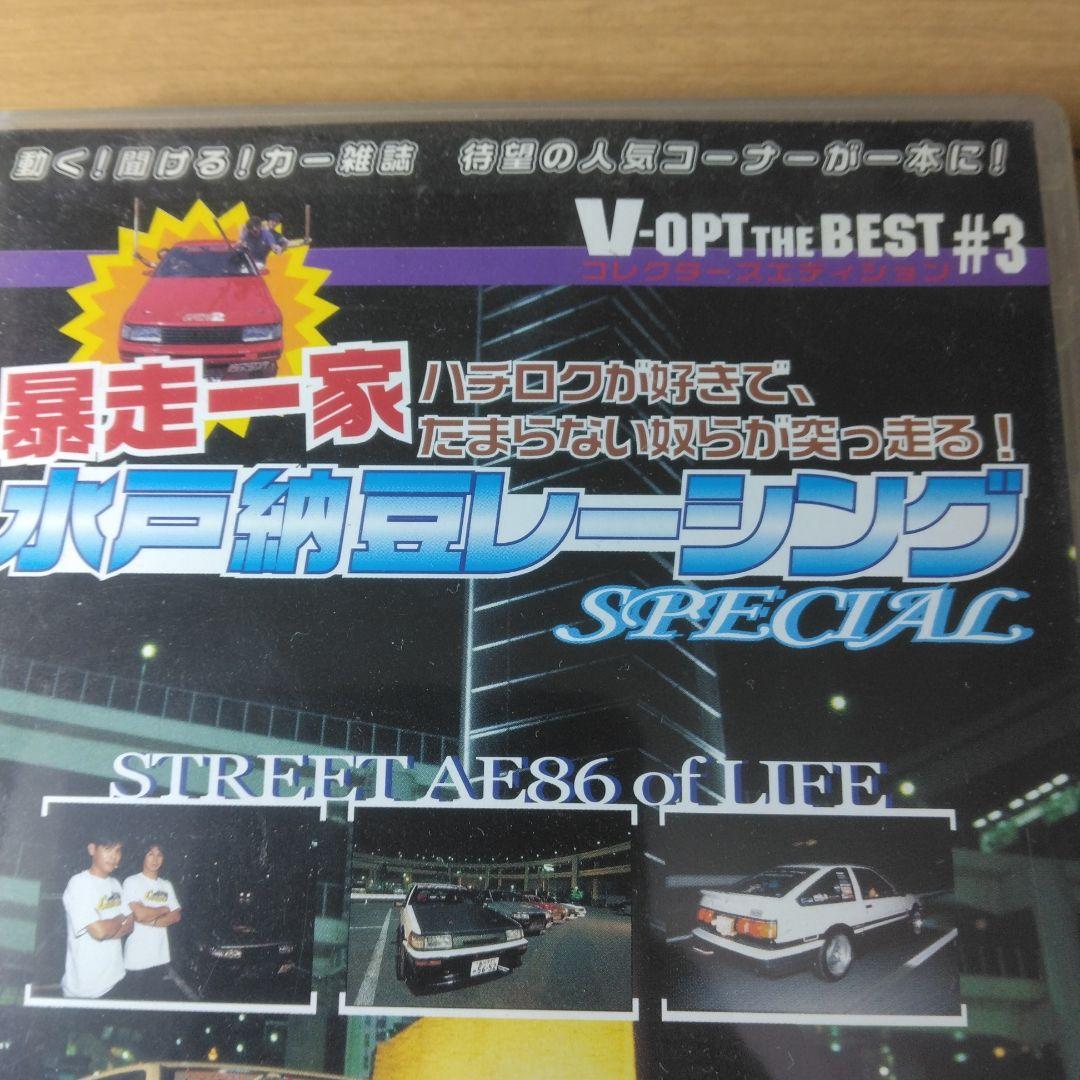 動く！聞ける！カー雑誌　待望の人気コーナーが一本に！
V-OPT THE BEST #3
コレクターズエディション
暴走一家
ハチロクが好きで、
たまらない奴らが突っ走る！
水戸納豆レーシング
SPECIAL
STREET AE86 of LIFE